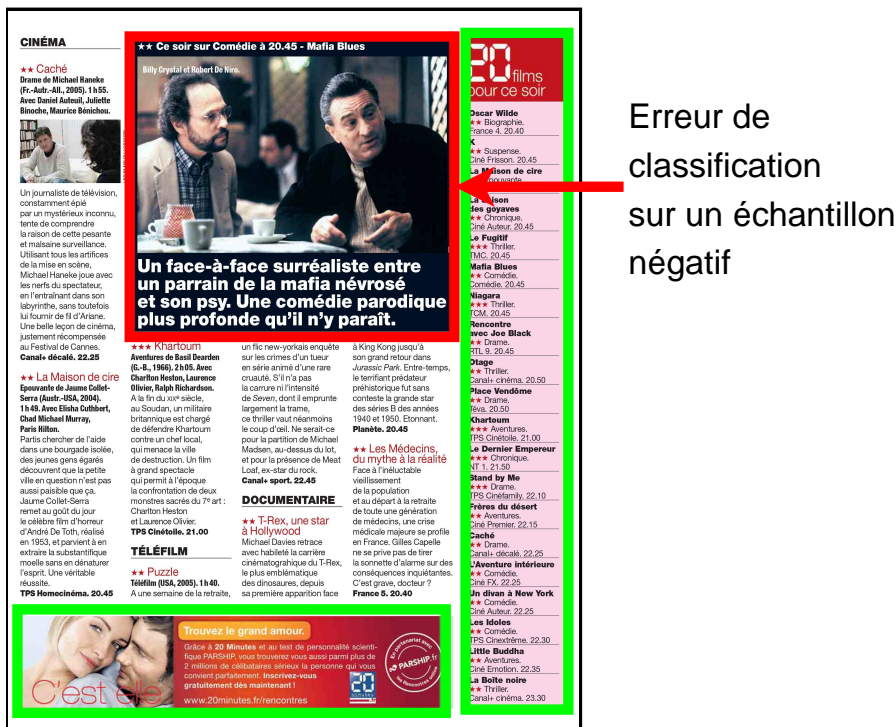 CINÉMA
★★ Caché
Drame de Michael Haneke
(Fr.-Autr.-All., 2005). 1 h 55.
Avec Daniel Auteuil, Juliette
Binoche, Maurice Bénichou.
Un journaliste de télévision,
constamment épié
par un mystérieux inconnu,
tente de comprendre
la raison de cette pesante
et malsaine surveillance.
Utilisant tous les artifices
de la mise en scène,
Michael Haneke joue avec
les nerfs du spectateur,
en l'entraînant dans son
labyrinthe, sans toutefois
lui fournir de fil d'Ariane.
Une belle leçon de cinéma,
justement récompensée
au Festival de Cannes.
Canal+ décalé. 22.25
★★ La Maison de cire
Epouvante de Jaume Collet-
Serra (Austr.-USA, 2004).
1 h 49. Avec Elisha Cuthbert,
Chad Michael Murray,
Paris Hilton.
Partis chercher de l'aide
dans une bourgade isolée,
des jeunes gens égarés
découvrent que la petite
ville en question n'est pas
aussi paisible que ça.
Jaume Collet-Serra
remet au goût du jour
le célèbre film d'horreur
d'André De Toth, réalisé
en 1953, et parvient à en
extraire la substantifique
moelle sans en dénaturer
l'esprit. Une véritable
réussite.
TPS Homecinéma. 20.45
★★ Ce soir sur Comédie à 20.45 - Mafia Blues
Billy Crystal et Robert De Niro.
Un face-à-face surréaliste entre
un parrain de la mafia névrosé
et son psy. Une comédie parodique
plus profonde qu'il n'y paraît.
★★★ Khartoum
Aventures de Basil Dearden
(G.-B., 1966). 2 h 05. Avec
Charlton Heston, Laurence
Olivier, Ralph Richardson.
A la fin du XIXe siècle,
au Soudan, un militaire
britannique est chargé
de défendre Khartoum
contre un chef local,
qui menace la ville
de destruction. Un film
à grand spectacle
qui permit à l'époque
la confrontation de deux
monstres sacrés du 7e art :
Charlton Heston
et Laurence Olivier.
TPS Cinétoile. 21.00
TÉLÉFILM
★★ Puzzle
Téléfilm (USA, 2005). 1 h 40.
A une semaine de la retraite,
un flic new-yorkais enquête
sur les crimes d'un tueur
en série animé d'une rare
cruauté. S'il n'a pas
la carrure ni l'intensité
de Seven, dont il emprunte
largement la trame,
ce thriller vaut néanmoins
le coup d'œil. Ne serait-ce
pour la partition de Michael
Madsen, au-dessus du lot,
et pour la présence de Meat
Loaf, ex-star du rock.
Canal+ sport. 22.45
DOCUMENTAIRE
★★ T-Rex, une star
à Hollywood
Michael Davies retrace
avec habileté la carrière
cinématograhique du T-Rex,
le plus emblématique
des dinosaures, depuis
sa première apparition face
à King Kong jusqu'à
son grand retour dans
Jurassic Park. Entre-temps,
le terrifiant prédateur
préhistorique fut sans
conteste la grande star
des séries B des années
1940 et 1950. Etonnant.
Planète. 20.45
★★ Les Médecins,
du mythe à la réalité
Face à l'inéluctable
vieillissement
de la population
et au départ à la retraite
de toute une génération
de médecins, une crise
médicale majeure se profile
en France. Gilles Capelle
ne se prive pas de tirer
la sonnette d'alarme sur des
conséquences inquiétantes.
C'est grave, docteur ?
France 5. 20.40
20 films
pour ce soir
Oscar Wilde
★★ Biographie.
France 4. 20.40
K
★★ Suspense.
Ciné Frisson. 20.45
La Maison de cire
des goyaves
★★ Chronique.
Ciné Auteur. 20.45
Le Fugitif
★★★ Thriller.
TMC. 20.45
Mafia Blues
★★ Comédie.
Comédie. 20.45
Niagara
★★★ Thriller.
TCM. 20.45
Rencontre
avec Joe Black
★★ Drame.
RTL 9. 20.45
Otage
★★ Thriller.
Canal+ cinéma. 20.50
Place Vendôme
★★ Drame.
Téva. 20.50
Khartoum
★★★ Aventures.
TPS Cinétoile. 21.00
Le Dernier Empereur
★★★ Chronique.
NT 1. 21.50
Stand by Me
★★★ Drame.
TPS Cinéfamily. 22.10
Frères du désert
★★ Aventures.
Ciné Premier. 22.15
Caché
★★ Drame.
Canal+ décalé. 22.25
L'Aventure intérieure
★★ Comédie.
Ciné FX. 22.25
Un divan à New York
★★ Comédie.
Ciné Auteur. 22.25
Les Idoles
★★ Comédie.
TPS Cinextrême. 22.30
Little Buddha
★★ Aventures.
Ciné Emotion. 22.35
La Boîte noire
★★ Thriller.
Canal+ cinéma. 23.30
C'est elle
Trouvez le grand amour.
Grâce à 20 Minutes et au test de personnalité scienti-
fique PARSHIP, vous trouverez vous aussi parmi plus de
2 millions de célibataires sérieux la personne qui vous
convient parfaitement. Inscrivez-vous
gratuitement dès maintenant !
www.20minutes.fr/rencontres
20
minutes
En partenariat avec
PARSHIP.fr
Erreur de
classification
sur un échantillon
négatif